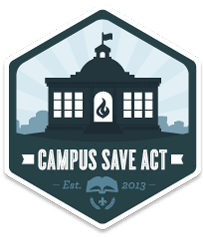 CAMPUS SAVE ACT
- Est. 2013 -